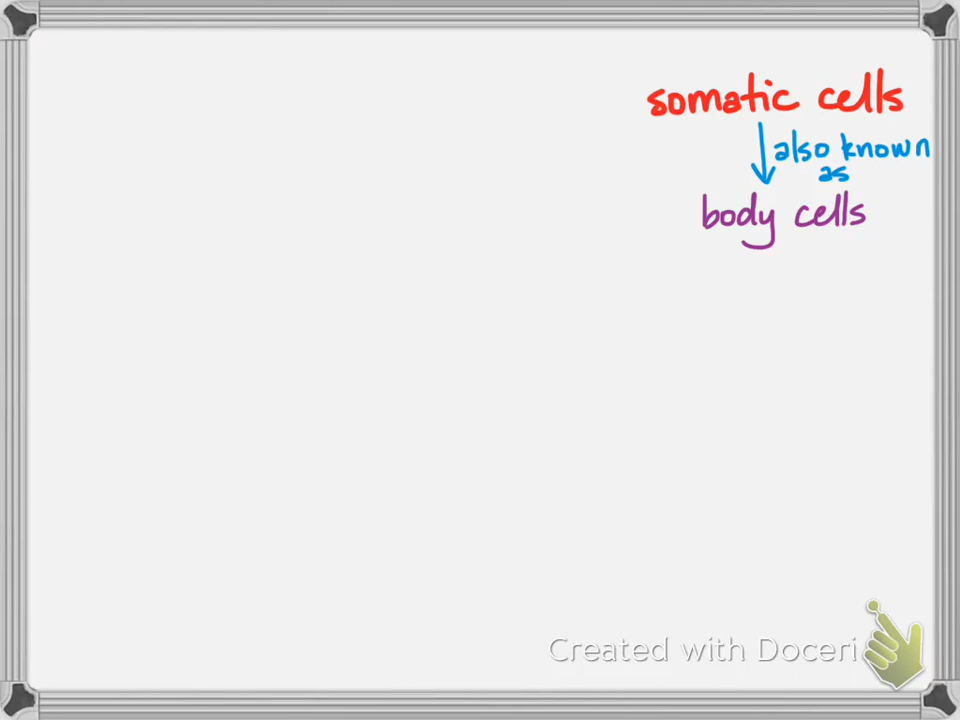 somatic cells
also known
as
body cells
Created with Doceri